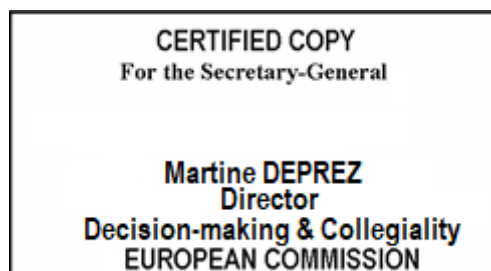 CERTIFIED COPY
For the Secretary-General
Martine DEPREZ
Director
Decision-making & Collegiality
EUROPEAN COMMISSION